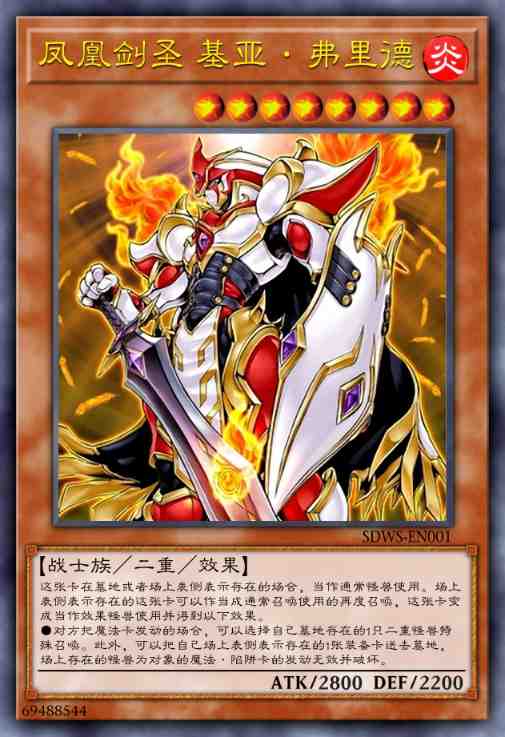 凤凰剑圣 基亚·弗里德
炎
SDWS-EN001
【战士族／二重／效果】
这张卡在墓地或者场上表侧表示存在的场合，当作通常怪兽使用。场上
表侧表示存在的这张卡可以作当成通常召唤使用的再度召唤，这张卡变
成当作效果怪兽使用并得到以下效果。
●对方把魔法卡发动的场合，可以选择自己墓地存在的1只二重怪兽特
殊召唤。此外，可以把自己场上表侧表示存在的1张装备卡送去墓地，
场上存在的怪兽为对象的魔法·陷阱卡的发动无效并破坏。
ATK/2800 DEF/2200
69488544